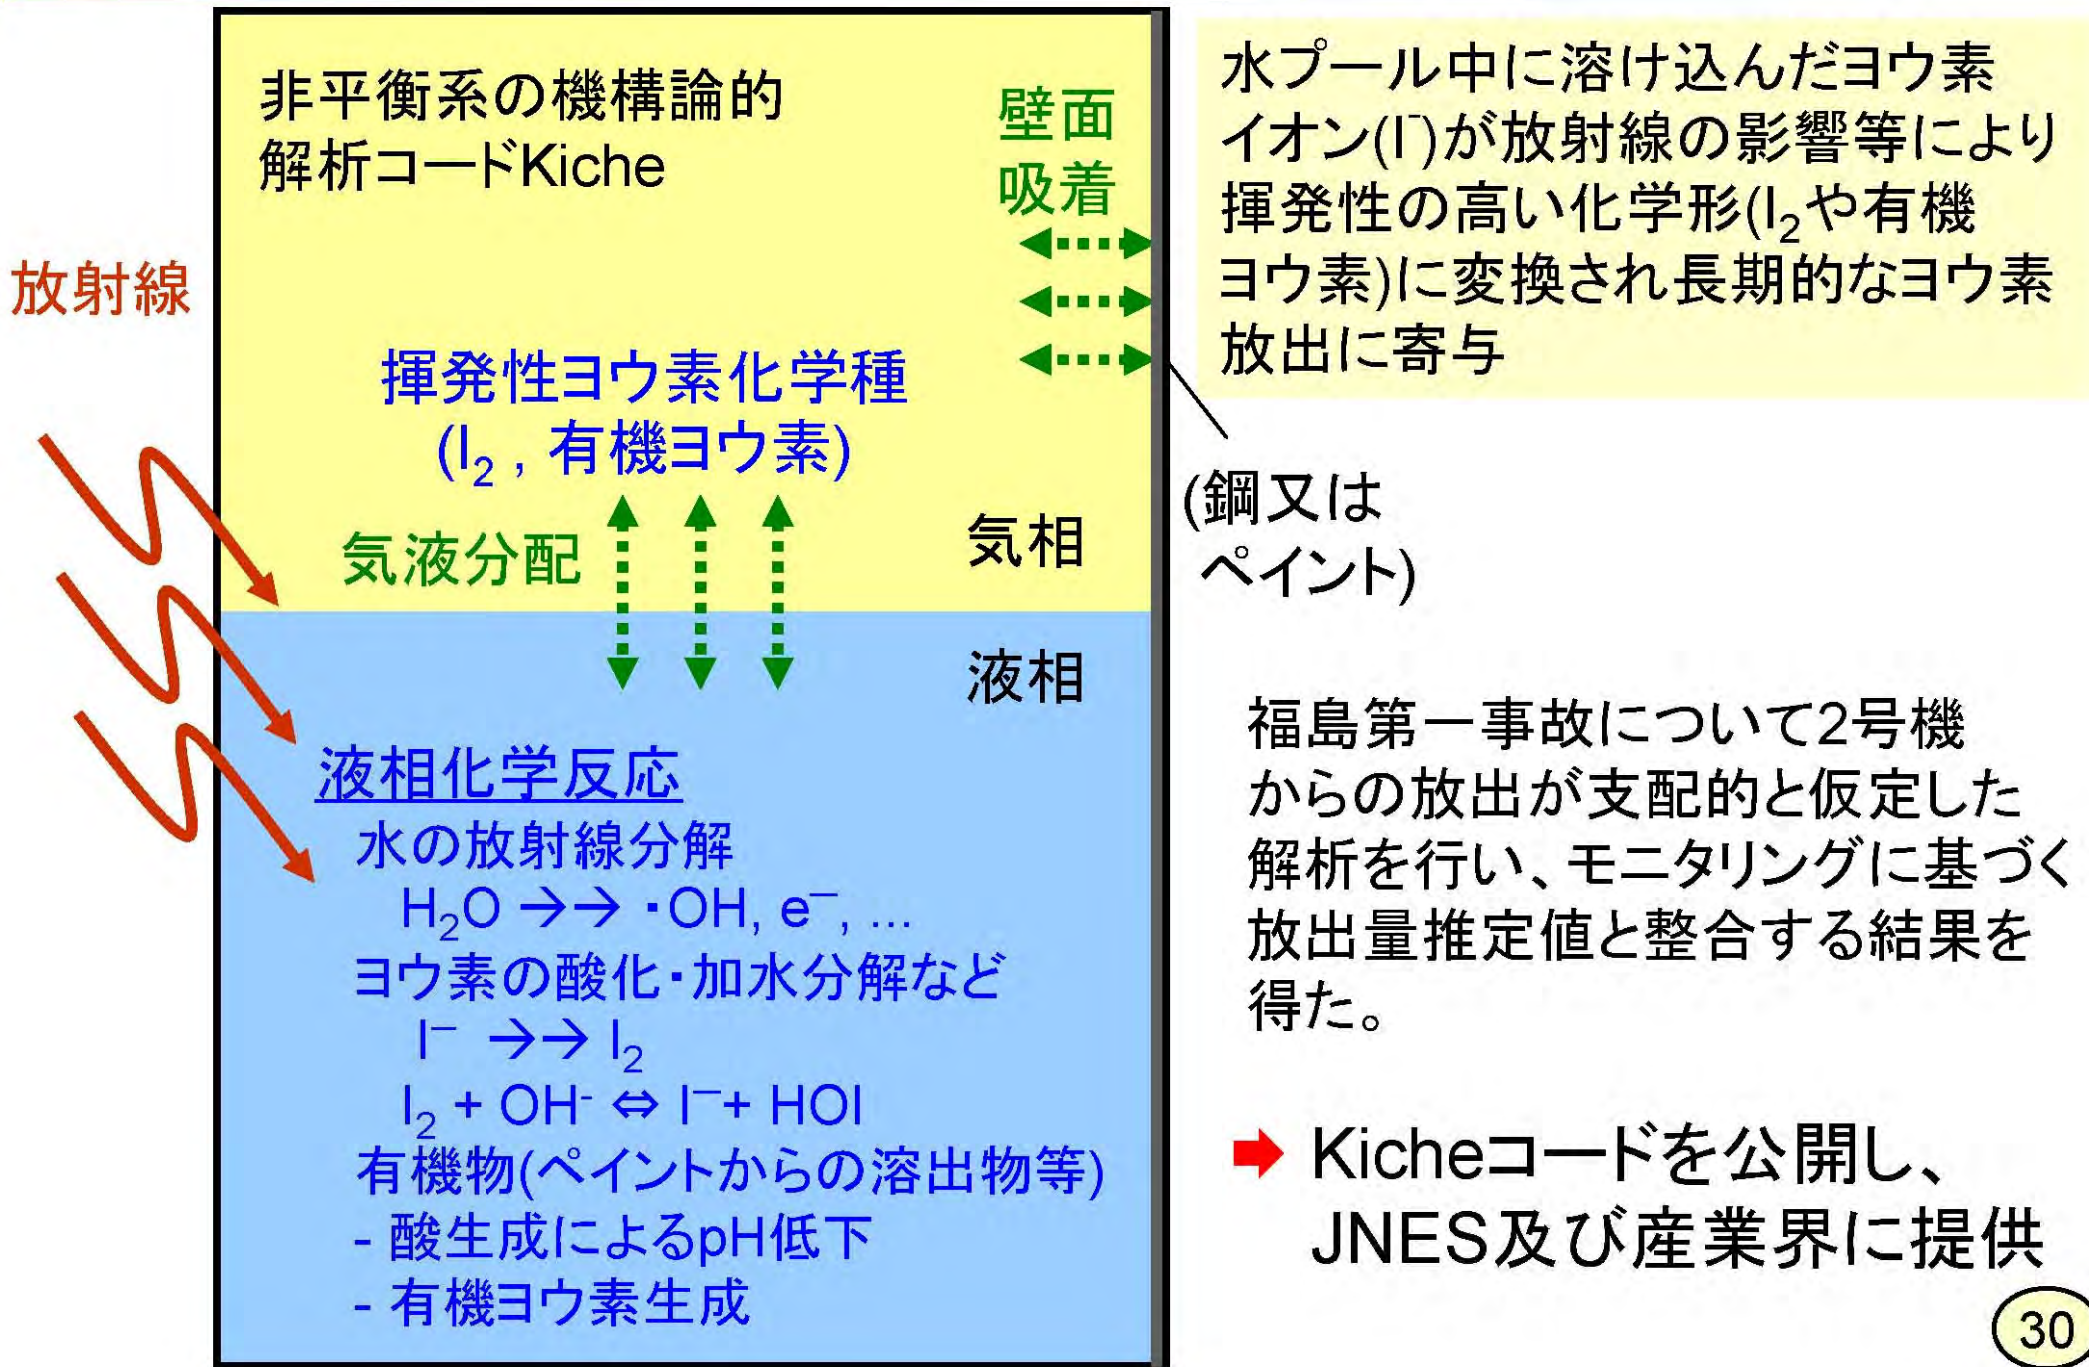 非平衡系の機構論的
解析コードKiche
壁面
吸着
放射線
揮発性ヨウ素化学種
(I₂ , 有機ヨウ素)
気液分配
気相
液相
液相化学反応
水の放射線分解
H₂O →→ ・OH, e⁻, ...
ヨウ素の酸化・加水分解など
I⁻ →→ I₂
I₂ + OH⁻ ⇔ I⁻+ HOI
有機物(ペイントからの溶出物等)
- 酸生成によるpH低下
- 有機ヨウ素生成
水プール中に溶け込んだヨウ素
イオン(I⁻)が放射線の影響等により
揮発性の高い化学形(I₂や有機
ヨウ素)に変換され長期的なヨウ素
放出に寄与
(鋼又は
ペイント)
福島第一事故について2号機
からの放出が支配的と仮定した
解析を行い、モニタリングに基づく
放出量推定値と整合する結果を
得た。
➡ Kicheコードを公開し、
JNES及び産業界に提供
30